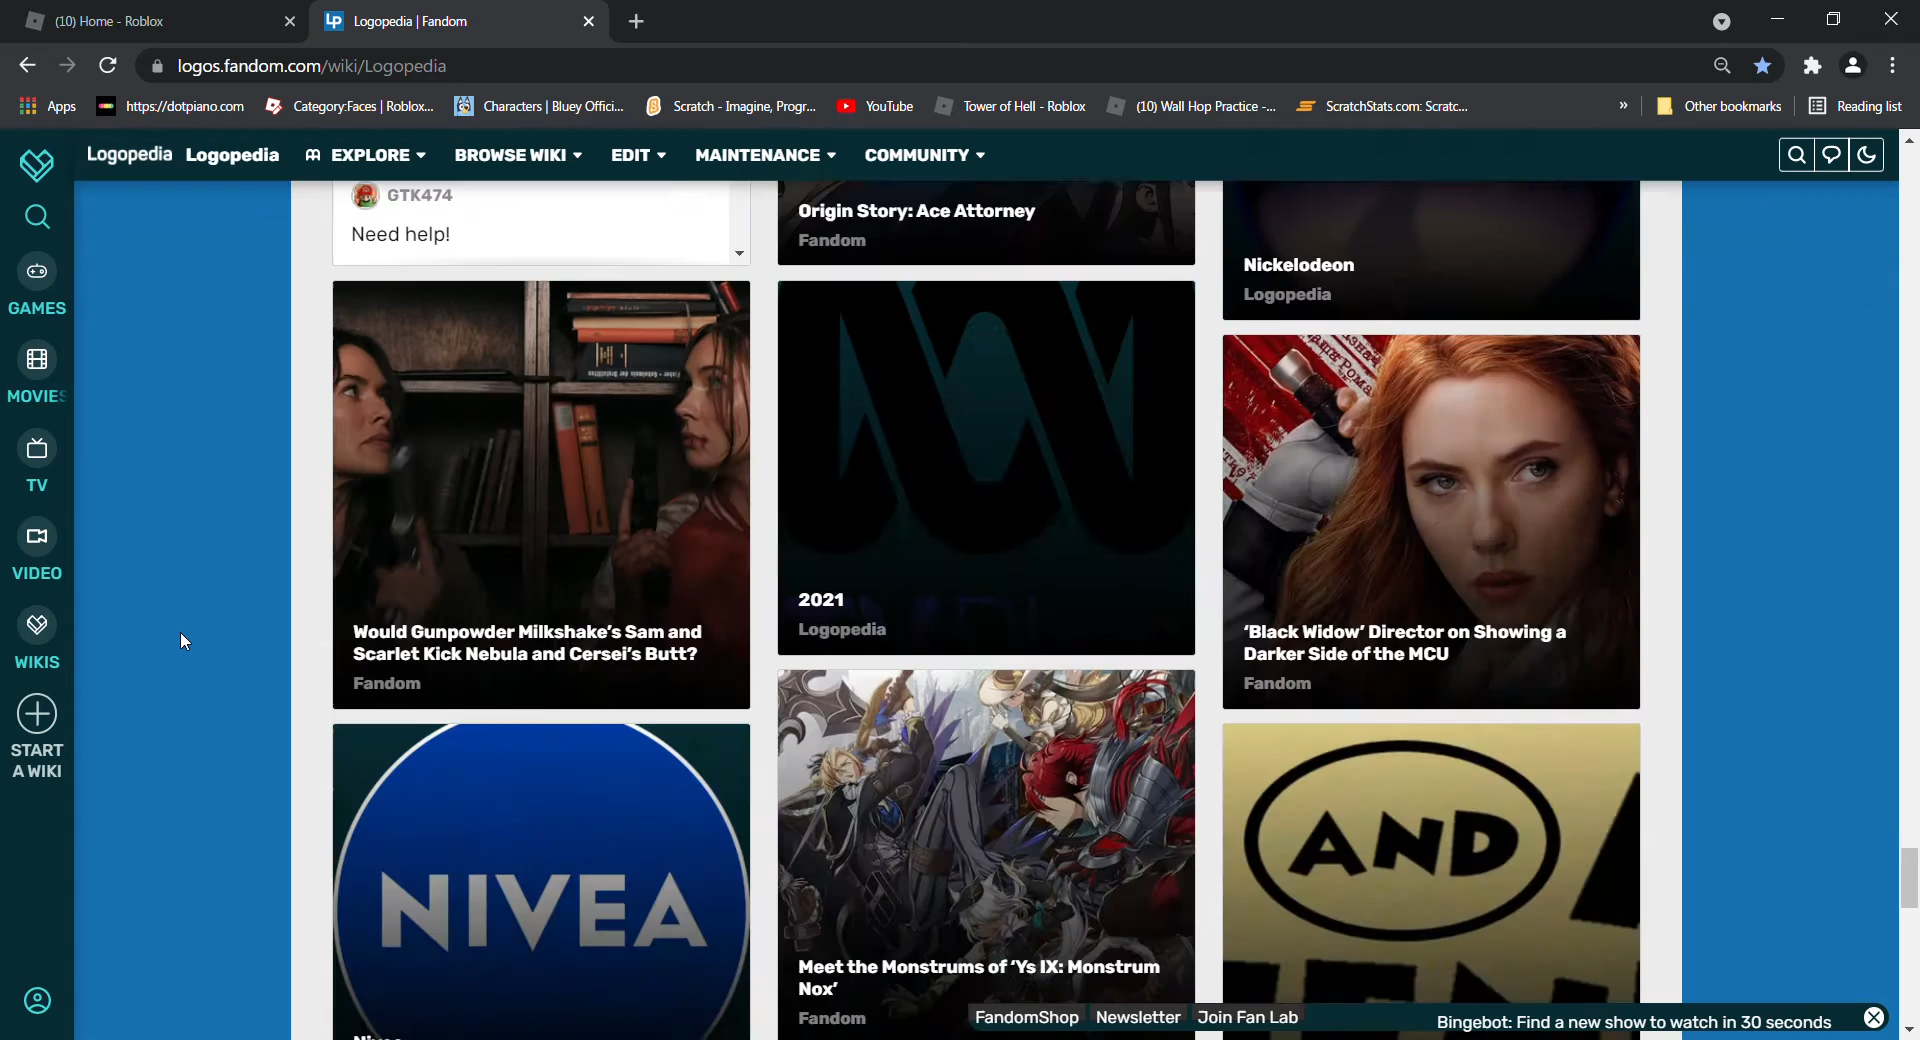 (10) Home - Roblox
Logopedia | Fandom
logos.fandom.com/wiki/Logopedia
Apps
https://dotpiano.com
Category:Faces | Roblox...
Characters | Bluey Offici...
Scratch - Imagine, Progr...
YouTube
Tower of Hell - Roblox
(10) Wall Hop Practice -...
ScratchStats.com: Scratc...
»
Other bookmarks
Reading list
Logopedia
Logopedia
EXPLORE
BROWSE WIKI
EDIT
MAINTENANCE
COMMUNITY
GAMES
MOVIES
TV
VIDEO
WIKIS
START
A WIKI
GTK474
Need help!
Origin Story: Ace Attorney
Fandom
Nickelodeon
Logopedia
Would Gunpowder Milkshake's Sam and
Scarlet Kick Nebula and Cersei's Butt?
Fandom
2021
Logopedia
'Black Widow' Director on Showing a
Darker Side of the MCU
Fandom
NIVEA
Meet the Monstrums of 'Ys IX: Monstrum
Nox'
Fandom
AND
FandomShop
Newsletter
Join Fan Lab
Bingebot: Find a new show to watch in 30 seconds